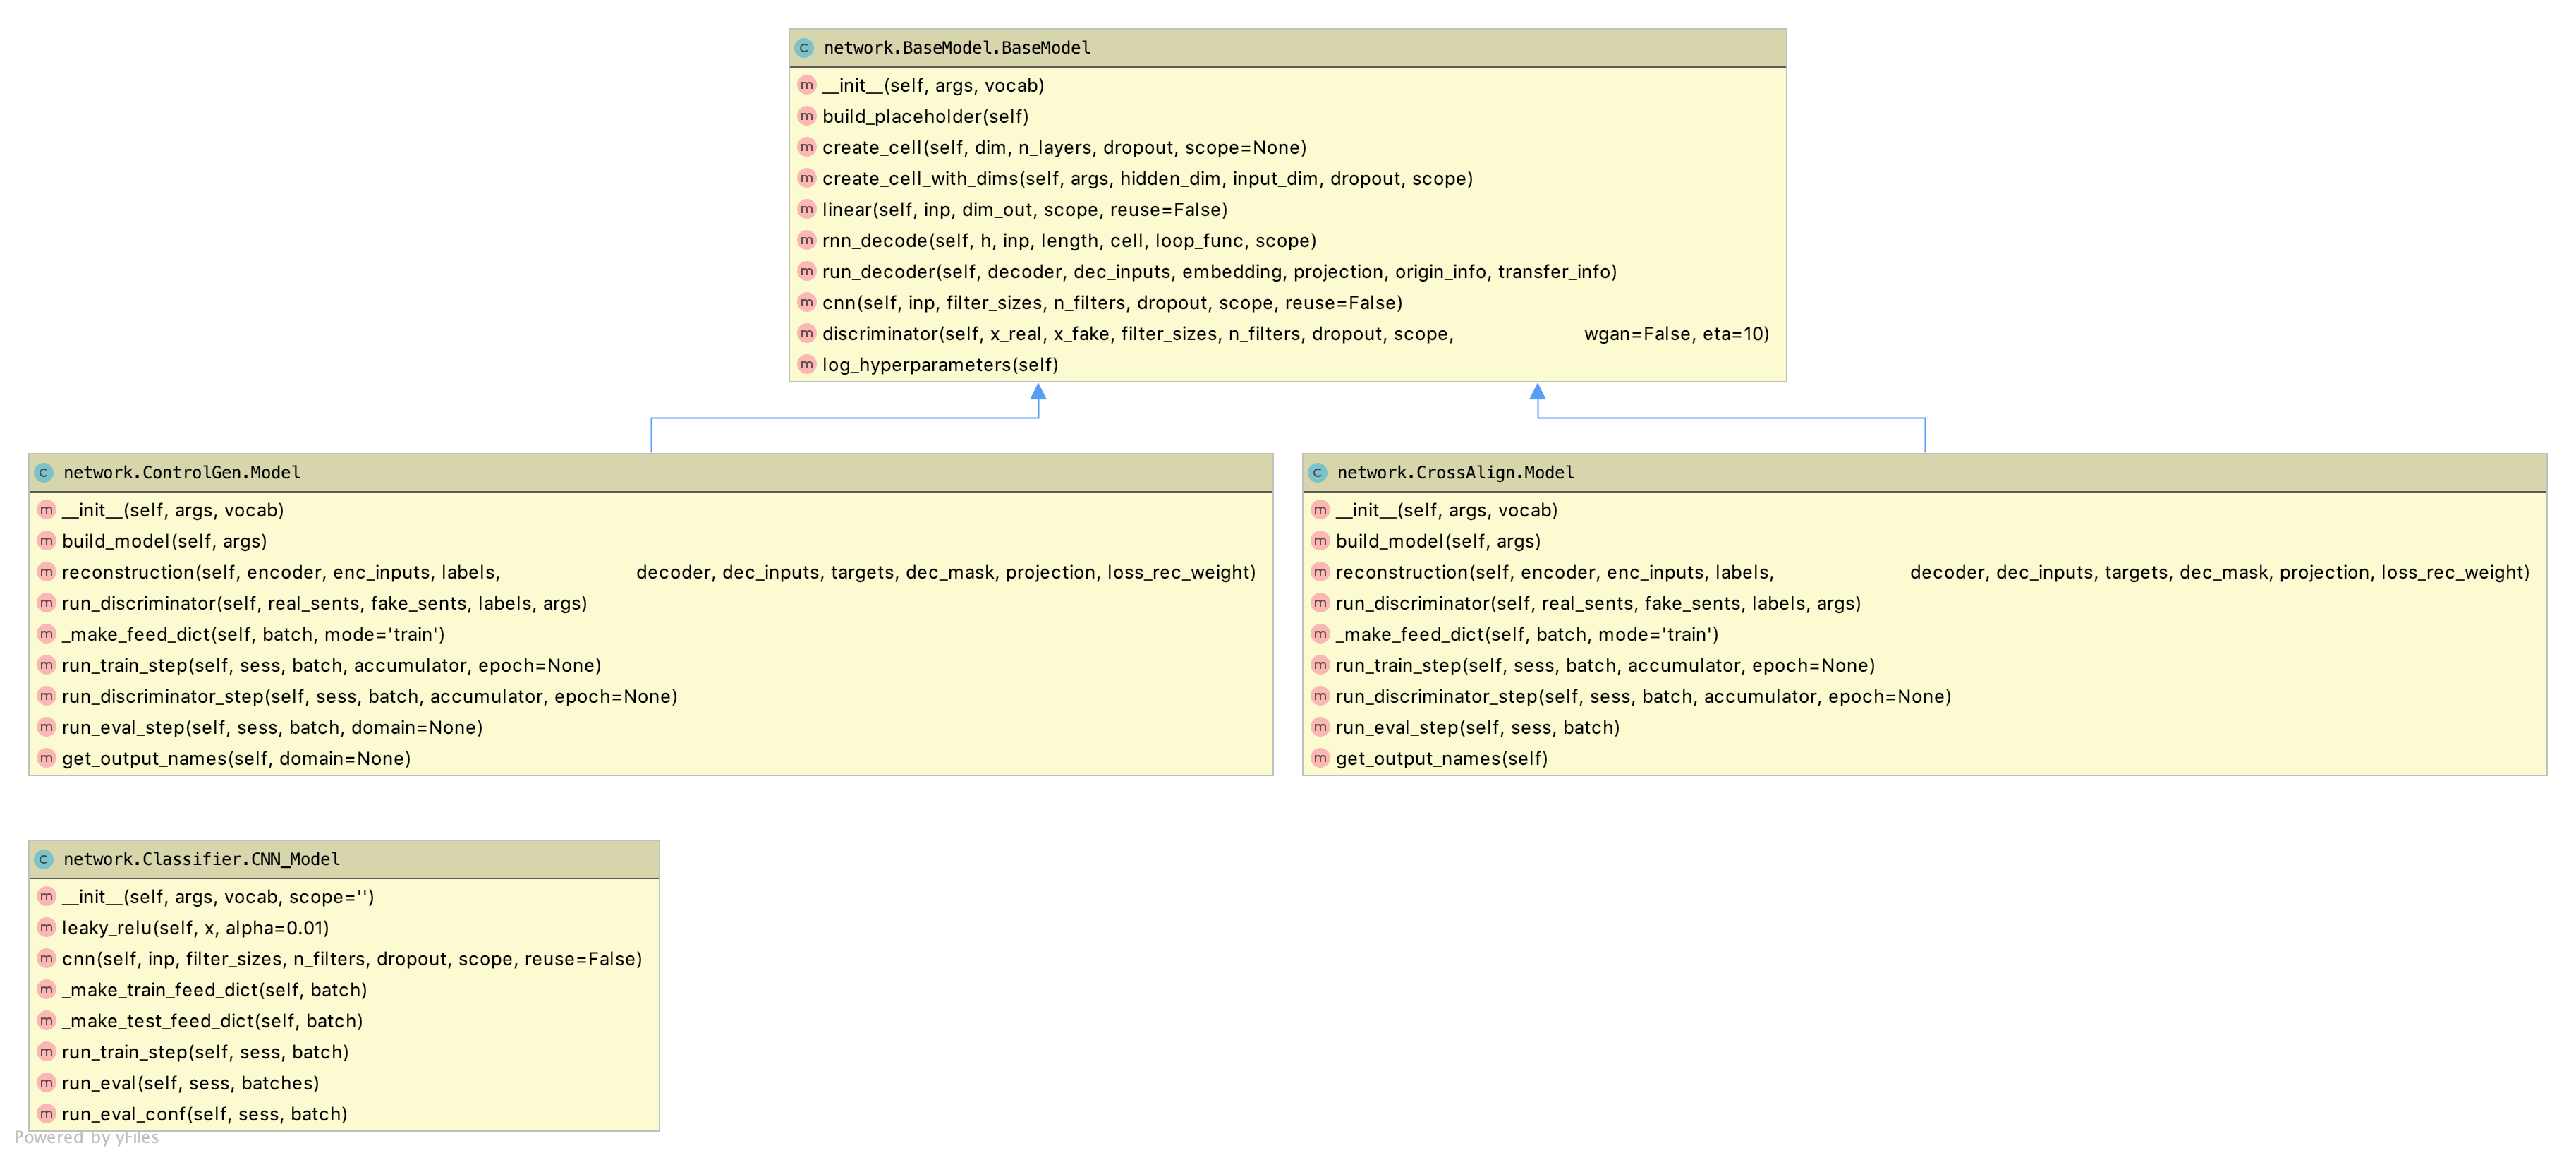 network.BaseModel.BaseModel
__init__(self, args, vocab)
build_placeholder(self)
create_cell(self, dim, n_layers, dropout, scope=None)
create_cell_with_dims(self, args, hidden_dim, input_dim, dropout, scope)
linear(self, inp, dim_out, scope, reuse=False)
rnn_decode(self, h, inp, length, cell, loop_func, scope)
run_decoder(self, decoder, dec_inputs, embedding, projection, origin_info, transfer_info)
cnn(self, inp, filter_sizes, n_filters, dropout, scope, reuse=False)
discriminator(self, x_real, x_fake, filter_sizes, n_filters, dropout, scope, wgan=False, eta=10)
log_hyperparameters(self)
network.ControlGen.Model
__init__(self, args, vocab)
build_model(self, args)
reconstruction(self, encoder, enc_inputs, labels, decoder, dec_inputs, targets, dec_mask, projection, loss_rec_weight)
run_discriminator(self, real_sents, fake_sents, labels, args)
_make_feed_dict(self, batch, mode='train')
run_train_step(self, sess, batch, accumulator, epoch=None)
run_discriminator_step(self, sess, batch, accumulator, epoch=None)
run_eval_step(self, sess, batch, domain=None)
get_output_names(self, domain=None)
network.CrossAlign.Model
__init__(self, args, vocab)
build_model(self, args)
reconstruction(self, encoder, enc_inputs, labels, decoder, dec_inputs, targets, dec_mask, projection, loss_rec_weight)
run_discriminator(self, real_sents, fake_sents, labels, args)
_make_feed_dict(self, batch, mode='train')
run_train_step(self, sess, batch, accumulator, epoch=None)
run_discriminator_step(self, sess, batch, accumulator, epoch=None)
run_eval_step(self, sess, batch)
get_output_names(self)
network.Classifier.CNN_Model
__init__(self, args, vocab, scope='')
leaky_relu(self, x, alpha=0.01)
cnn(self, inp, filter_sizes, n_filters, dropout, scope, reuse=False)
_make_train_feed_dict(self, batch)
_make_test_feed_dict(self, batch)
run_train_step(self, sess, batch)
run_eval(self, sess, batches)
run_eval_conf(self, sess, batch)
Powered by yFiles